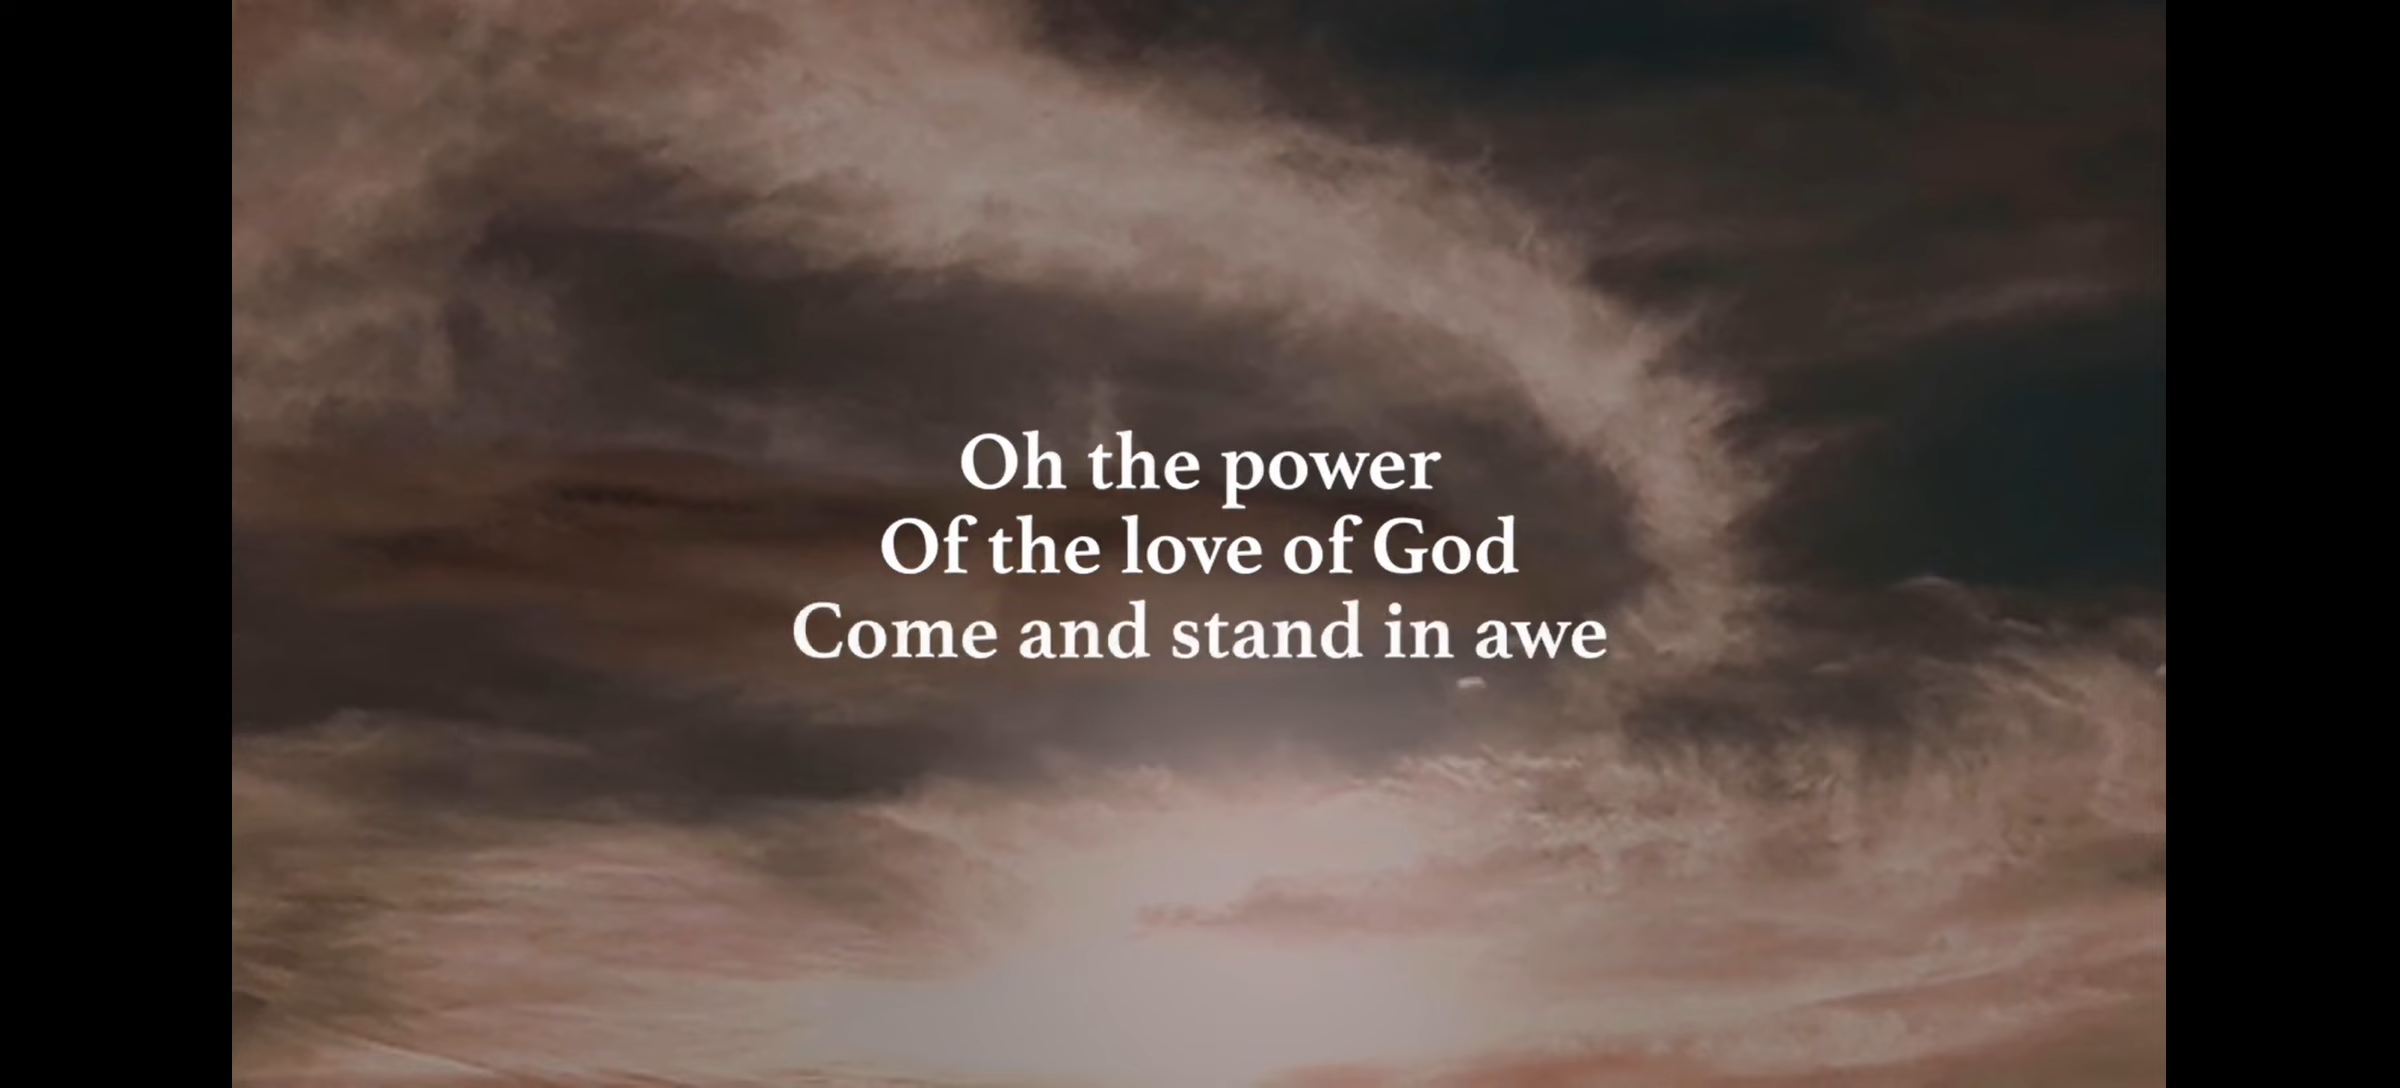 Oh the power
Of the love of God
Come and stand in awe